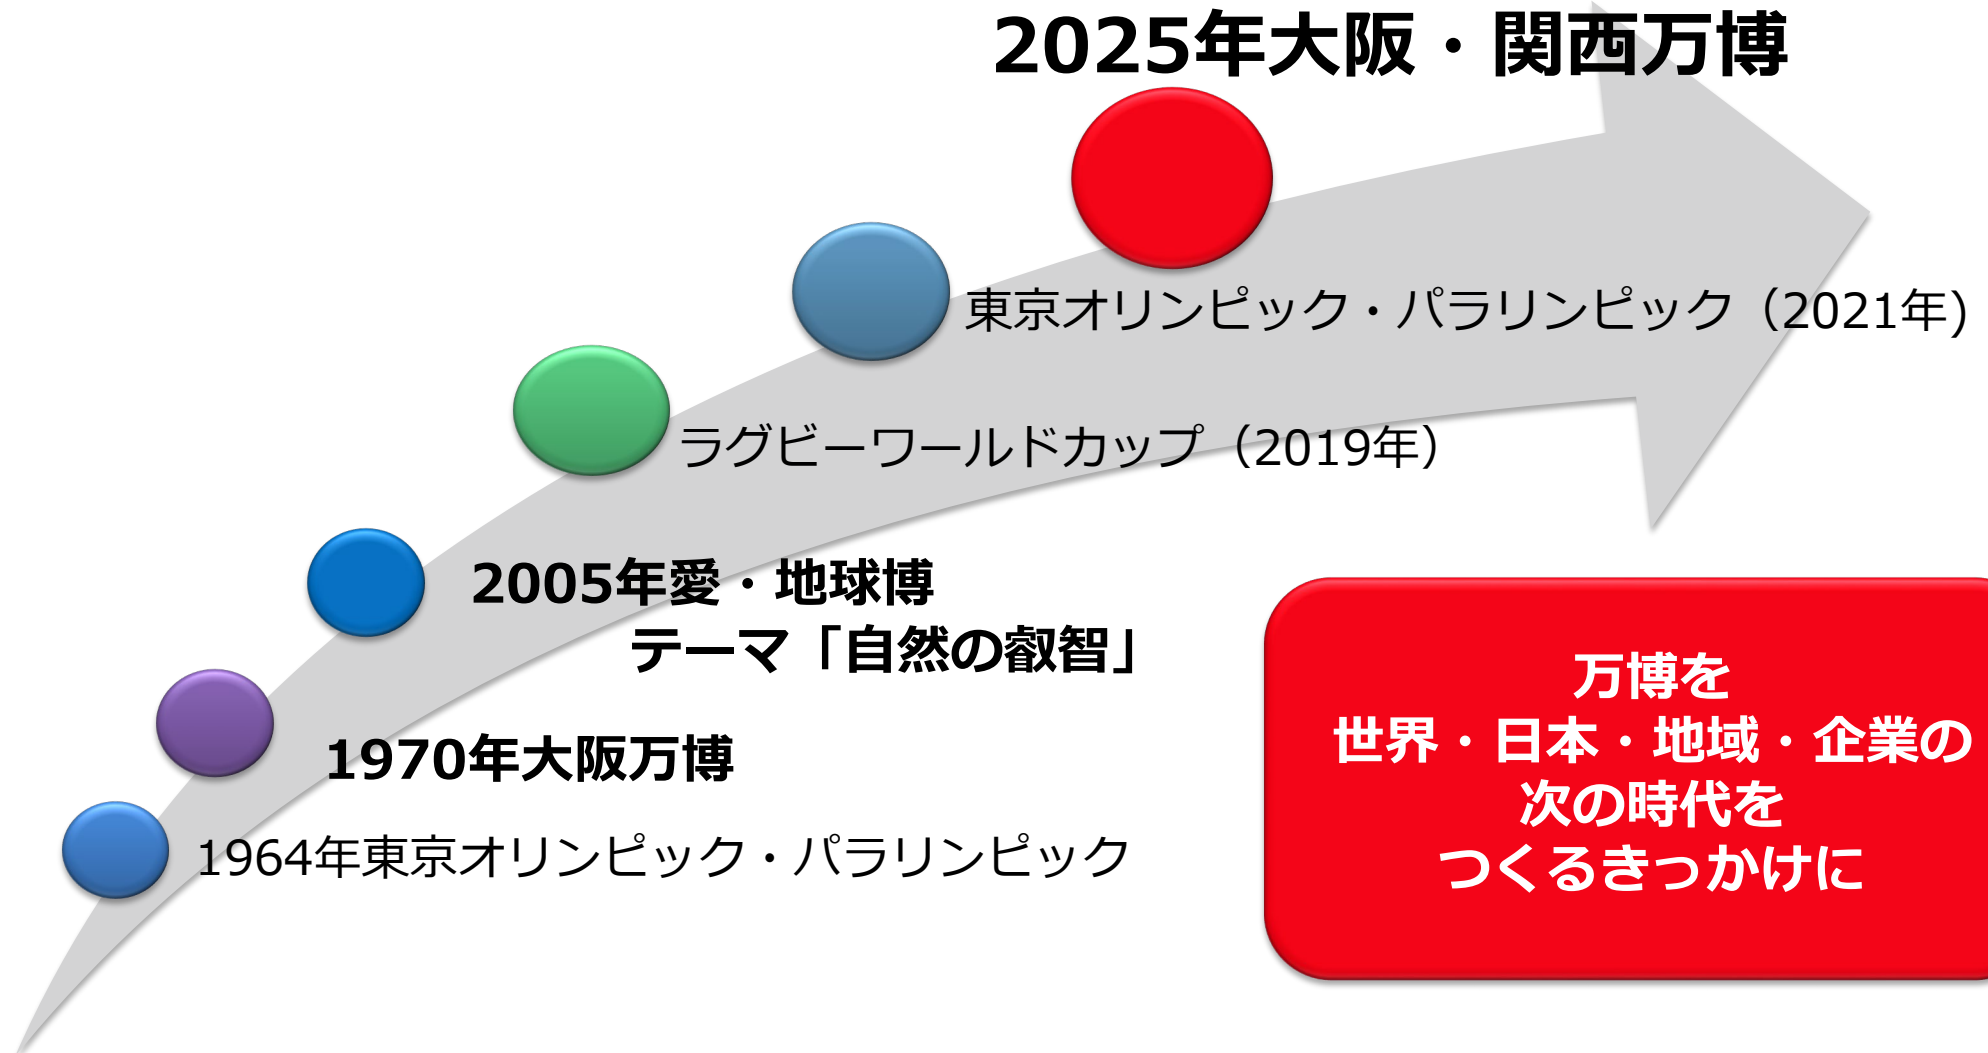 2025年大阪・関西万博
東京オリンピック・パラリンピック（2021年)
ラグビーワールドカップ（2019年）
2005年愛・地球博
テーマ「自然の叡智」
1970年大阪万博
1964年東京オリンピック・パラリンピック
万博を
世界・日本・地域・企業の
次の時代を
つくるきっかけに